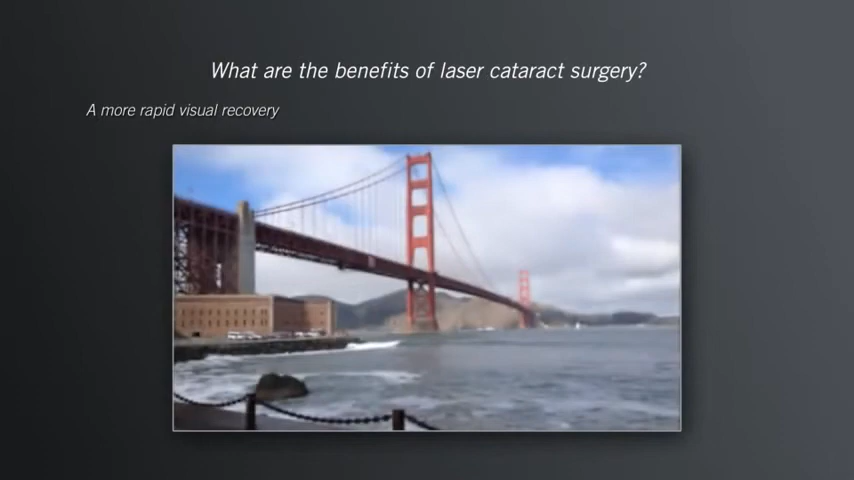 What are the benefits of laser cataract surgery?
A more rapid visual recovery